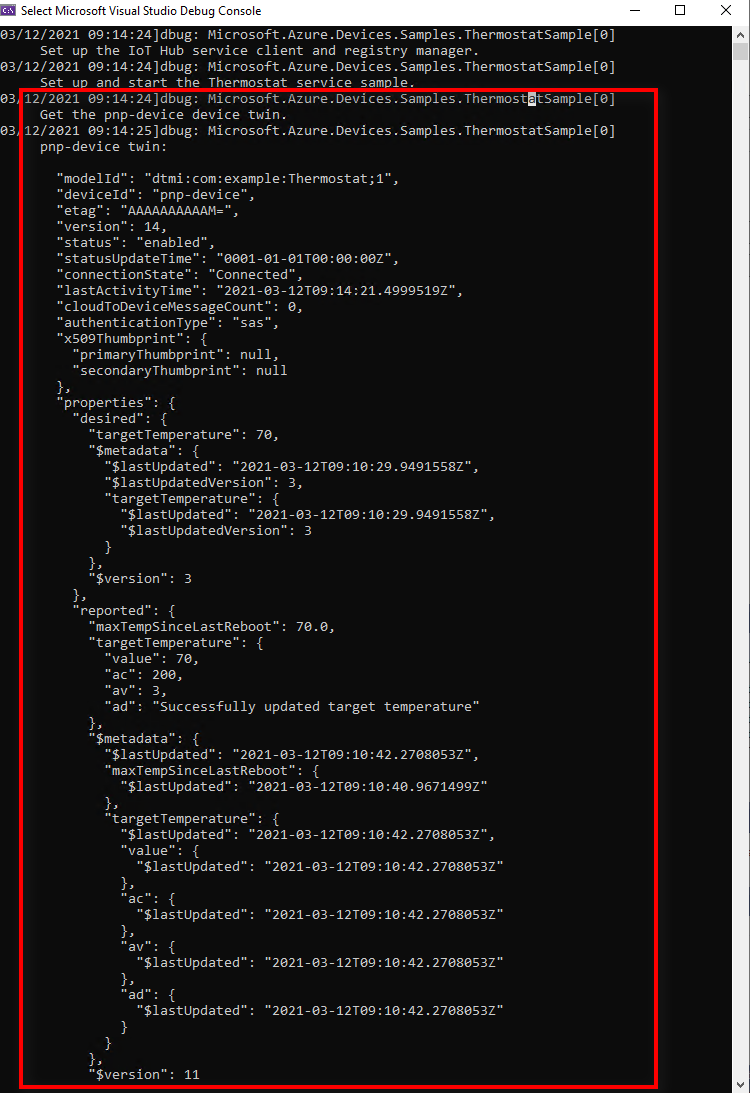 C:\ Select Microsoft Visual Studio Debug Console
03/12/2021 09:14:24]dbug: Microsoft.Azure.Devices.Samples.ThermostatSample[0]
Set up the IoT Hub service client and registry manager.
03/12/2021 09:14:24]dbug: Microsoft.Azure.Devices.Samples.ThermostatSample[0]
Set up and start the Thermostat service sample.
03/12/2021 09:14:24]dbug: Microsoft.Azure.Devices.Samples.ThermostatSample[0]
Get the pnp-device device twin.
03/12/2021 09:14:25]dbug: Microsoft.Azure.Devices.Samples.ThermostatSample[0]
pnp-device twin:
"modelId": "dtmi:com:example:Thermostat;1",
"deviceId": "pnp-device",
"etag": "AAAAAAAAAAM=",
"version": 14,
"status": "enabled",
"statusUpdateTime": "0001-01-01T00:00:00Z",
"connectionState": "Connected",
"lastActivityTime": "2021-03-12T09:14:21.4999519Z",
"cloudToDeviceMessageCount": 0,
"authenticationType": "sas",
"x509Thumbprint": {
"primaryThumbprint": null,
"secondaryThumbprint": null
},
"properties": {
"desired": {
"targetTemperature": 70,
"$metadata": {
"$lastUpdated": "2021-03-12T09:10:29.9491558Z",
"$lastUpdatedVersion": 3,
"targetTemperature": {
"$lastUpdated": "2021-03-12T09:10:29.9491558Z",
"$lastUpdatedVersion": 3
}
},
"$version": 3
},
"reported": {
"maxTempSinceLastReboot": 70.0,
"targetTemperature": {
"value": 70,
"ac": 200,
"av": 3,
"ad": "Successfully updated target temperature"
},
"$metadata": {
"$lastUpdated": "2021-03-12T09:10:42.2708053Z",
"maxTempSinceLastReboot": {
"$lastUpdated": "2021-03-12T09:10:40.9671499Z"
},
"targetTemperature": {
"$lastUpdated": "2021-03-12T09:10:42.2708053Z",
"value": {
"$lastUpdated": "2021-03-12T09:10:42.2708053Z"
},
"ac": {
"$lastUpdated": "2021-03-12T09:10:42.2708053Z"
},
"av": {
"$lastUpdated": "2021-03-12T09:10:42.2708053Z"
},
"ad": {
"$lastUpdated": "2021-03-12T09:10:42.2708053Z"
}
}
},
"$version": 11